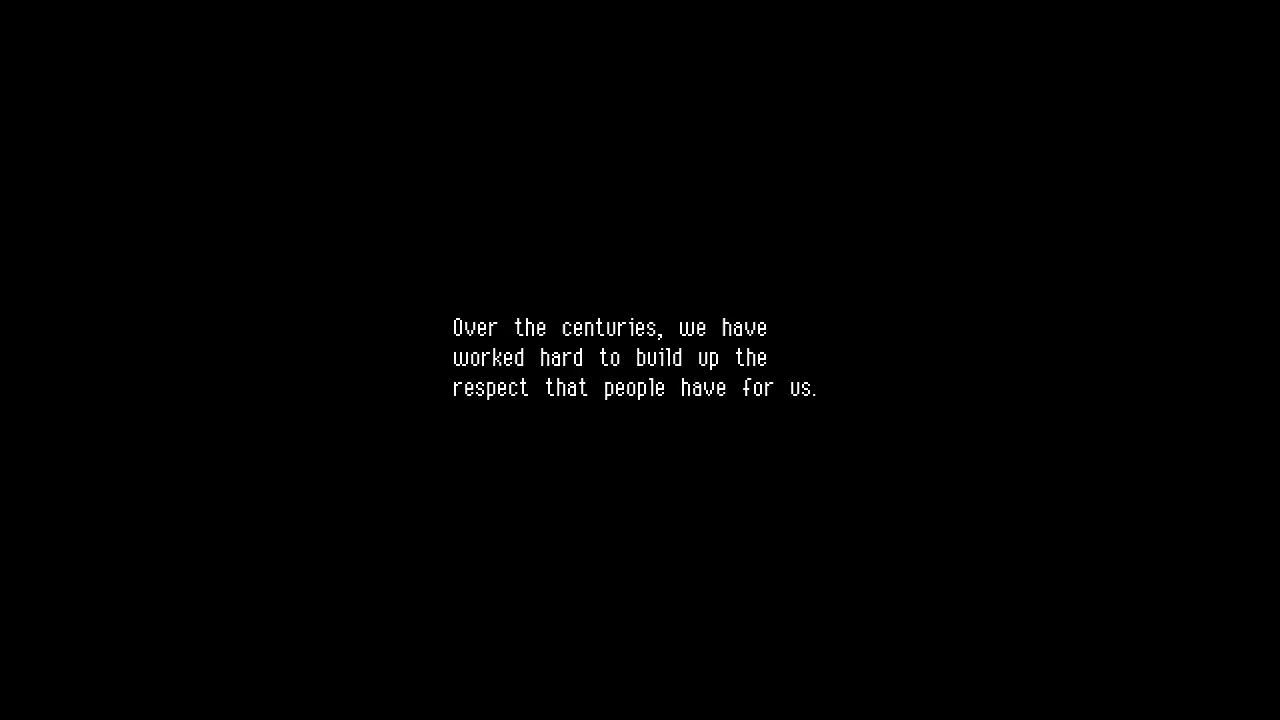 Over the centuries, we have
worked hard to build up the
respect that people have for us.